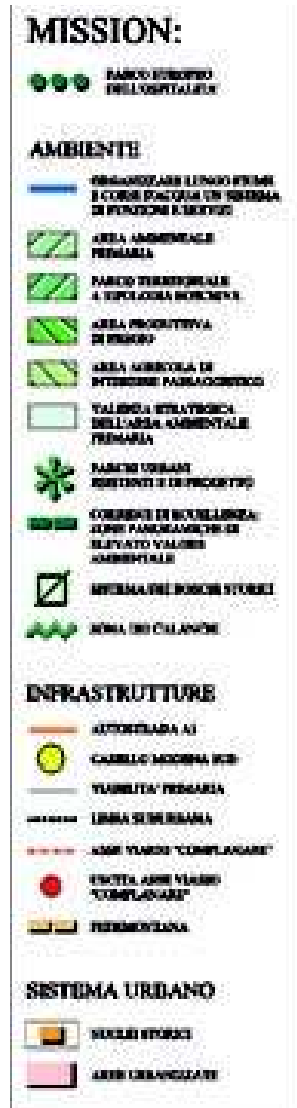 MISSION:
PARCO EUROPEO
DELL'OSPITALITA'
AMBIENTE
ORGANIZZARE LUNGO FIUMI
E CORSI D'ACQUA UN SISTEMA
DI FUNZIONI E SERVIZI
AREA AMBIENTALE
PRIMARIA
PARCO TERRITORIALE
A TIPOLOGIA BOSCHIVA
AREA PRODUTTIVA
DI PREGIO
AREA AGRICOLA DI
INTERESSE PAESAGGISTICO
VALENZA STRATEGICA
DELL'AREA AMBIENTALE
PRIMARIA
PARCHI URBANI
ESISTENTI E DI PROGETTO
CORRIDOI DI ECCELLENZA:
ZONE PANORAMICHE DI
ELEVATO VALORE
AMBIENTALE
SISTEMA DEI BOSCHI STORICI
ZONA DEI CALANCHI
INFRASTRUTTURE
AUTOSTRADA A1
CASELLO MODENA SUD
VIABILITA' PRIMARIA
LINEA SUBURBANA
ASSE VIARIO "COMPLANARE"
USCITA ASSE VIARIO
"COMPLANARE"
PEDEMONTANA
SISTEMA URBANO
NUCLEI STORICI
AREE URBANIZZATE